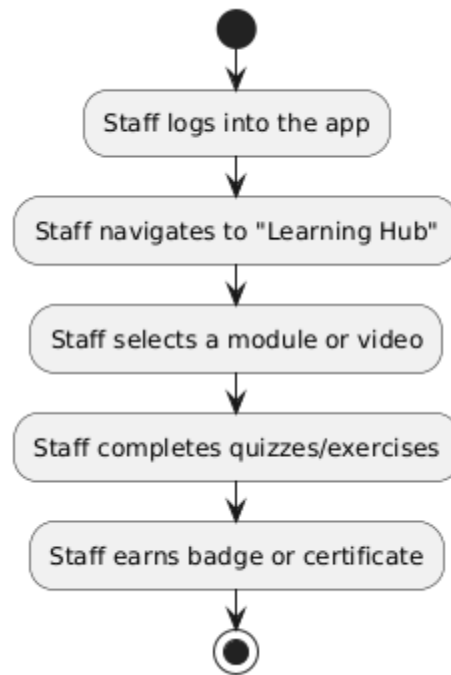 Staff logs into the app
Staff navigates to "Learning Hub"
Staff selects a module or video
Staff completes quizzes/exercises
Staff earns badge or certificate